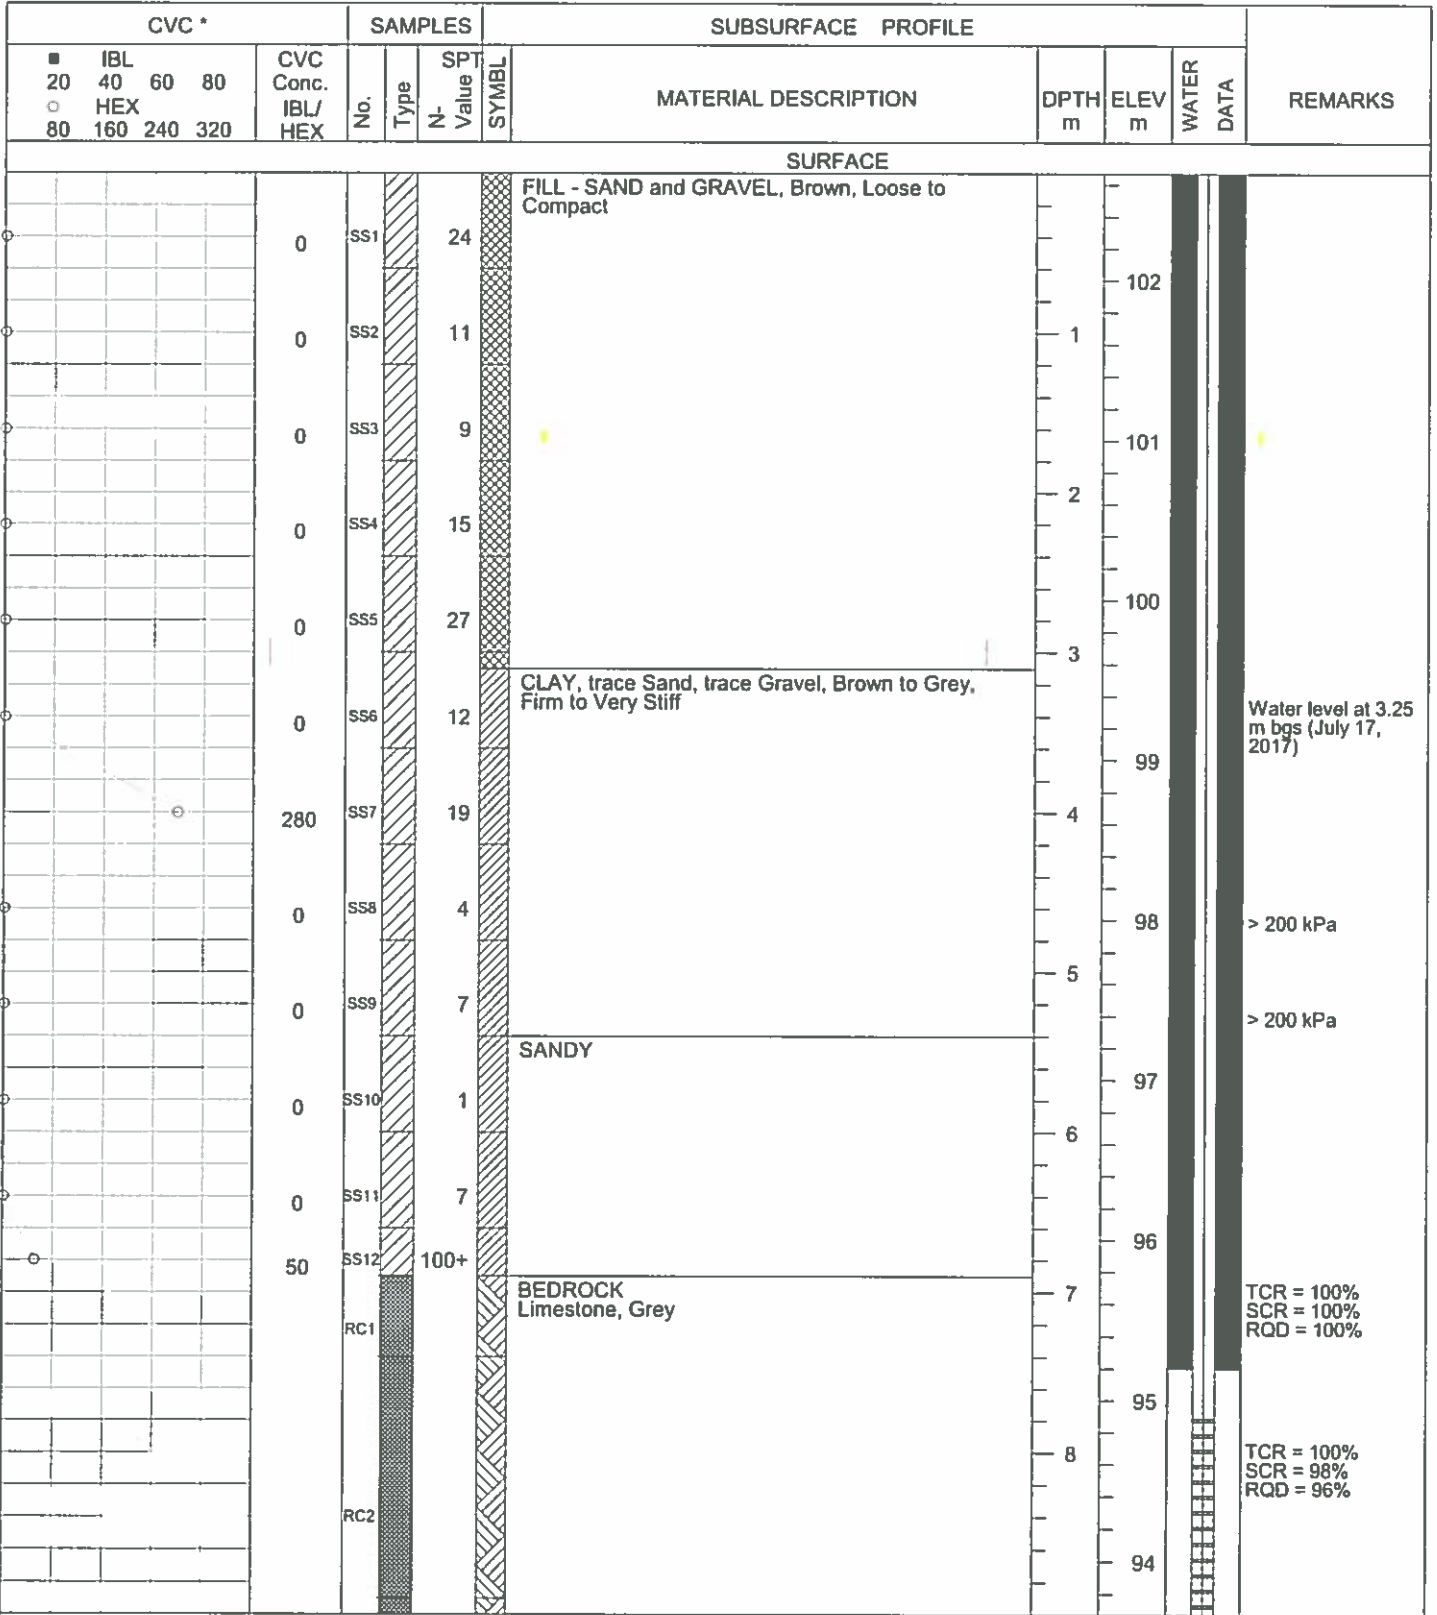 CVC *
SAMPLES
SUBSURFACE PROFILE
■ IBL
20 40 60 80
○ HEX
80 160 240 320
CVC
Conc.
IBL/
HEX
No.
Type
SPT
N-
Value
SYMBL
MATERIAL DESCRIPTION
DPTH
m
ELEV
m
WATER
DATA
REMARKS
SURFACE
FILL - SAND and GRAVEL, Brown, Loose to
Compact
0 SS1 24
102
0 SS2 11
1
0 SS3 9
101
2
0 SS4 15
100
0 SS5 27
3
CLAY, trace Sand, trace Gravel, Brown to Grey,
Firm to Very Stiff
0 SS6 12
Water level at 3.25
m bgs (July 17,
2017)
99
280 SS7 19
4
0 SS8 4
98
> 200 kPa
5
0 SS9 7
> 200 kPa
SANDY
97
0 SS10 1
6
0 SS11 7
96
50 SS12 100+
BEDROCK
Limestone, Grey
7
TCR = 100%
SCR = 100%
RQD = 100%
RC1
95
8
TCR = 100%
SCR = 98%
RQD = 96%
RC2
94